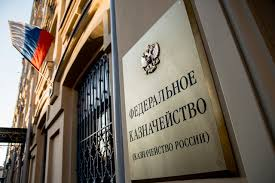 ФЕДЕРАЛЬНОЕ
КАЗНАЧЕЙСТВО
(КАЗНАЧЕЙСТВО РОССИИ)